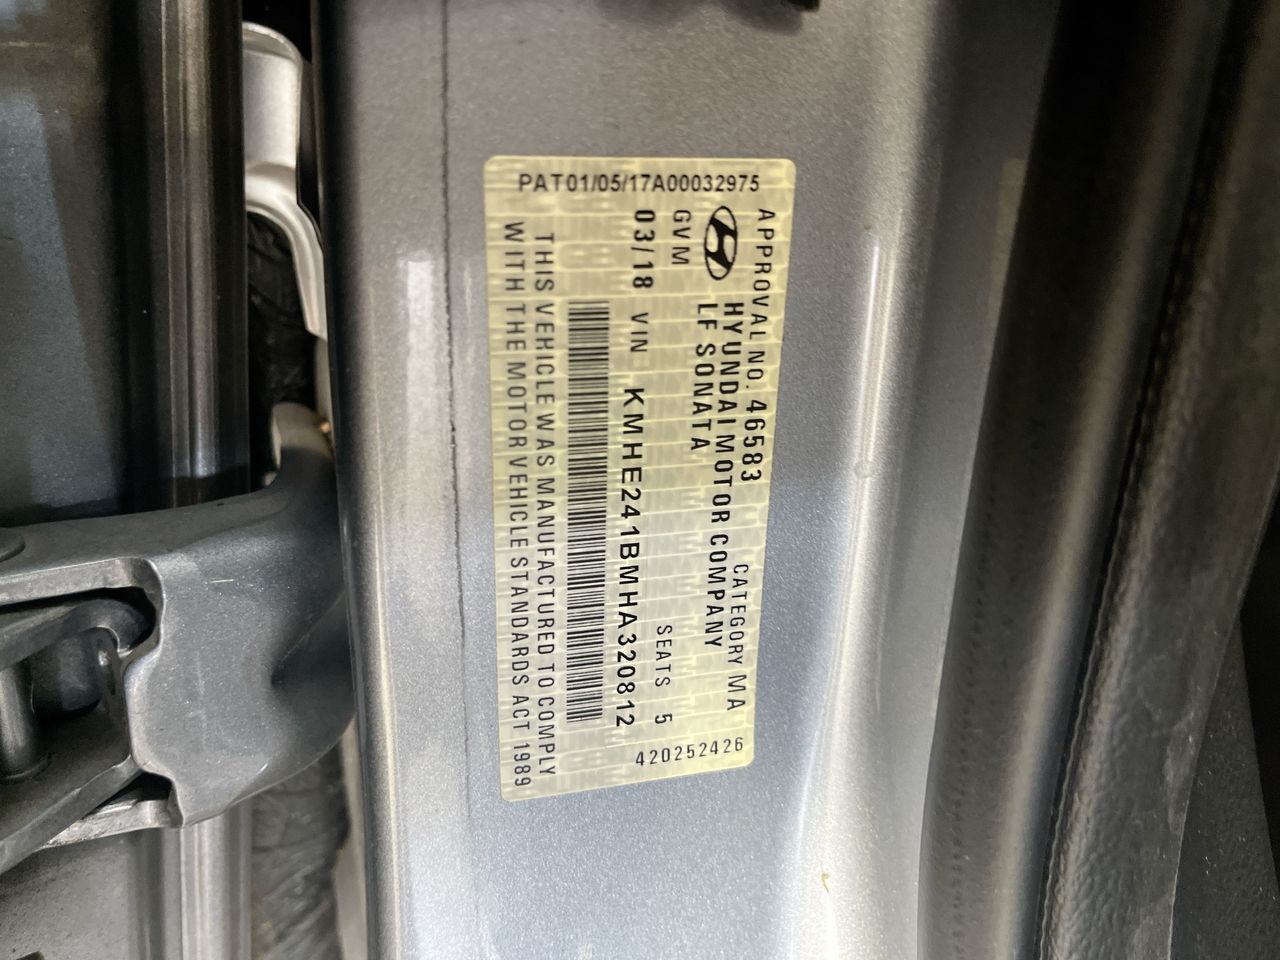 PAT01/05/17A00032975
APPROVAL NO. 46583 CATEGORY MA
HYUNDAI MOTOR COMPANY
LF SONATA
GVM SEATS 5
03/18 VIN KMHE241BMHA320812
THIS VEHICLE WAS MANUFACTURED TO COMPLY
WITH THE MOTOR VEHICLE STANDARDS ACT 1989
420252426